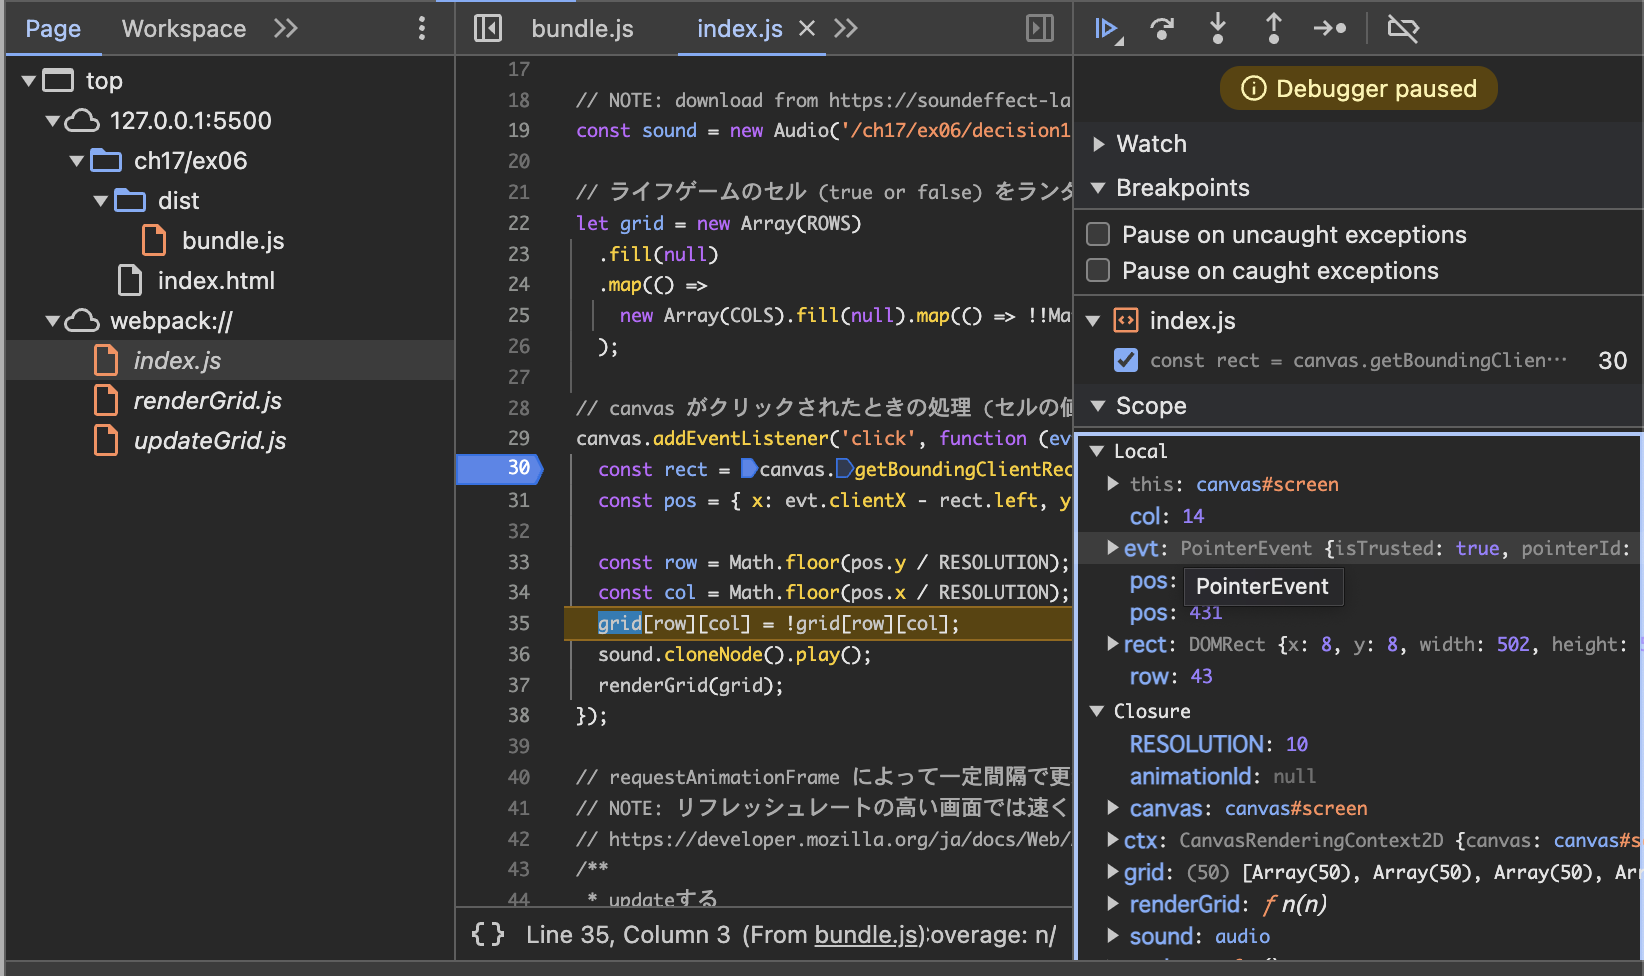 Page Workspace
top
127.0.0.1:5500
ch17/ex06
dist
bundle.js
index.html
webpack://
index.js
renderGrid.js
updateGrid.js
bundle.js index.js
17
18 // NOTE: download from https://soundeffect-la
19 const sound = new Audio('/ch17/ex06/decision1
20
21 // ライフゲームのセル (true or false) をランダ
22 let grid = new Array(ROWS)
23 .fill(null)
24 .map(() =>
25 new Array(COLS).fill(null).map(() => !!Ma
26 );
27
28 // canvas がクリックされたときの処理 (セルの値
29 canvas.addEventListener('click', function (ev
30 const rect = canvas.getBoundingClientRec
31 const pos = { x: evt.clientX - rect.left, y
32
33 const row = Math.floor(pos.y / RESOLUTION);
34 const col = Math.floor(pos.x / RESOLUTION);
35 grid[row][col] = !grid[row][col];
36 sound.cloneNode().play();
37 renderGrid(grid);
38 });
39
40 // requestAnimationFrame によって一定間隔で更
41 // NOTE: リフレッシュレートの高い画面では速く
42 // https://developer.mozilla.org/ja/docs/Web/
43 /**
44 * updateする
{} Line 35, Column 3 (From bundle.js) overage: n/
Debugger paused
Watch
Breakpoints
Pause on uncaught exceptions
Pause on caught exceptions
index.js
const rect = canvas.getBoundingClien… 30
Scope
Local
this: canvas#screen
col: 14
evt: PointerEvent {isTrusted: true, pointerId:
pos:
PointerEvent
pos: 431
rect: DOMRect {x: 8, y: 8, width: 502, height:
row: 43
Closure
RESOLUTION: 10
animationId: null
canvas: canvas#screen
ctx: CanvasRenderingContext2D {canvas: canvas#s
grid: (50) [Array(50), Array(50), Array(50), Arr
renderGrid: ƒ n(n)
sound: audio